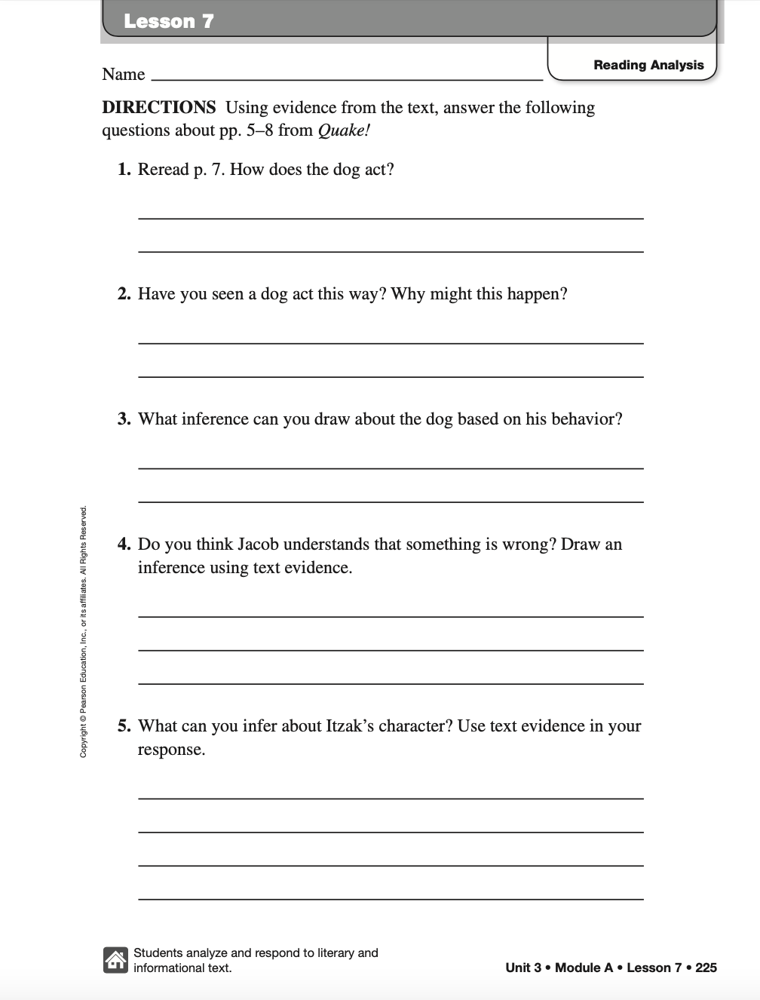 Lesson 7
Reading Analysis
Name
DIRECTIONS Using evidence from the text, answer the following
questions about pp. 5–8 from Quake!
1. Reread p. 7. How does the dog act?
2. Have you seen a dog act this way? Why might this happen?
3. What inference can you draw about the dog based on his behavior?
4. Do you think Jacob understands that something is wrong? Draw an
inference using text evidence.
5. What can you infer about Itzak’s character? Use text evidence in your
response.
Copyright © Pearson Education, Inc., or its affiliates. All Rights Reserved.
Students analyze and respond to literary and
informational text.
Unit 3 • Module A • Lesson 7 • 225